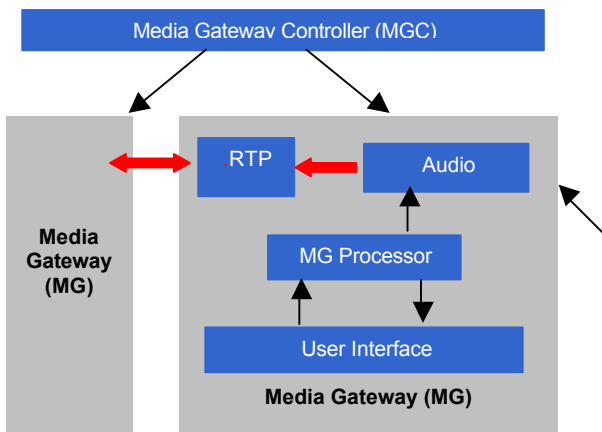 Media Gateway Controller (MGC)
RTP
Audio
Media
Gateway
(MG)
MG Processor
User Interface
Media Gateway (MG)